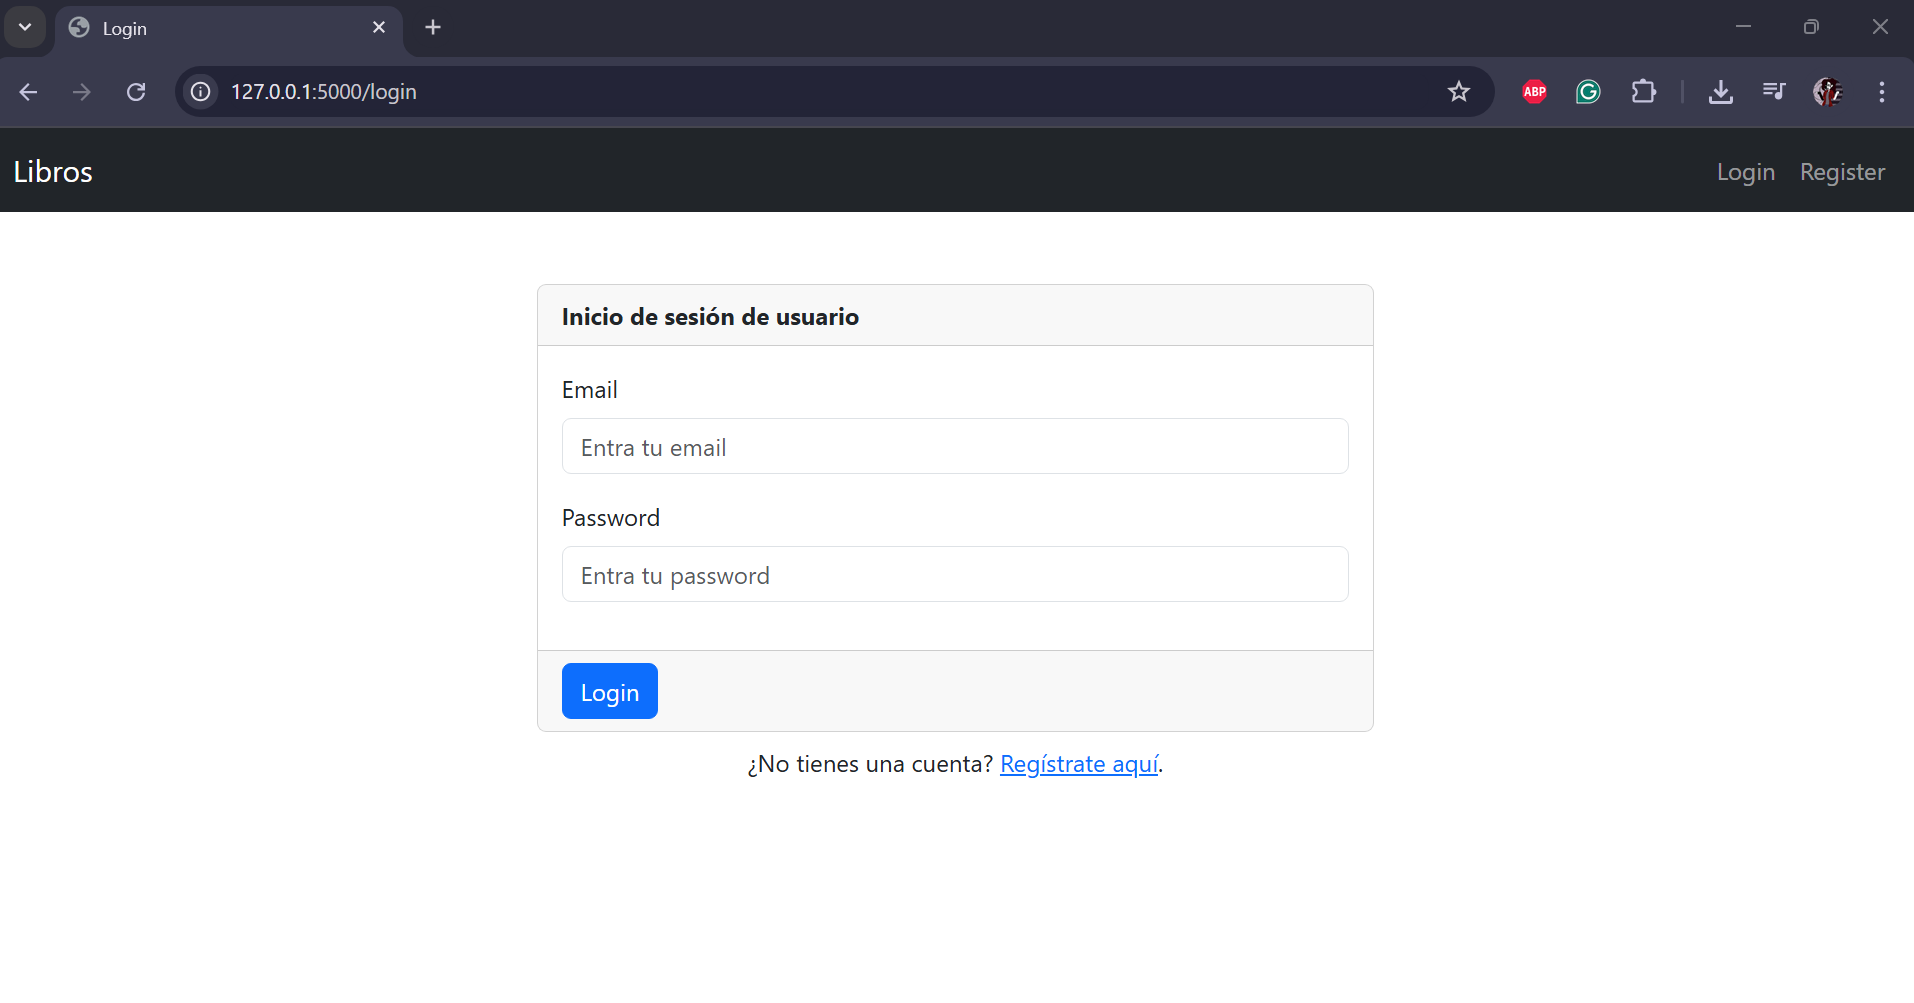 Login
127.0.0.1:5000/login
ABP
Libros
Login Register
Inicio de sesión de usuario
Email
Entra tu email
Password
Entra tu password
Login
¿No tienes una cuenta? Regístrate aquí.